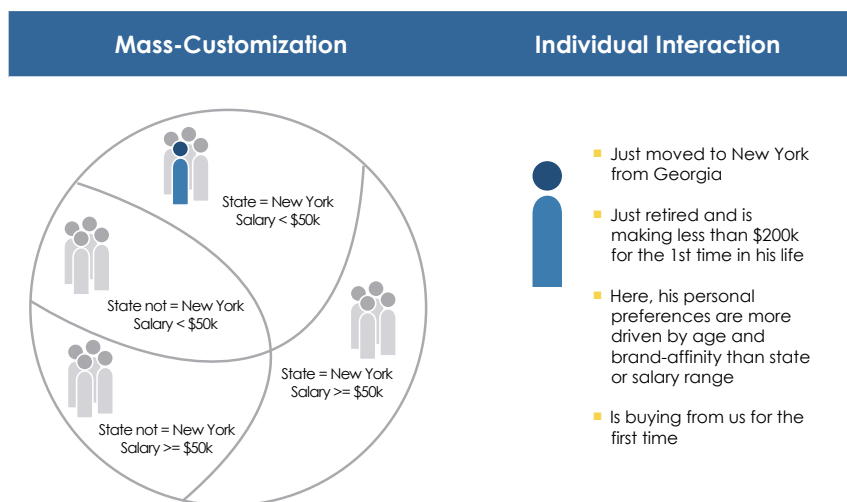 Mass-Customization
Individual Interaction
State = New York
Salary < $50k
State not = New York
Salary < $50k
State = New York
Salary >= $50k
State not = New York
Salary >= $50k
Just moved to New York
from Georgia
Just retired and is
making less than $200k
for the 1st time in his life
Here, his personal
preferences are more
driven by age and
brand-affinity than state
or salary range
Is buying from us for the
first time